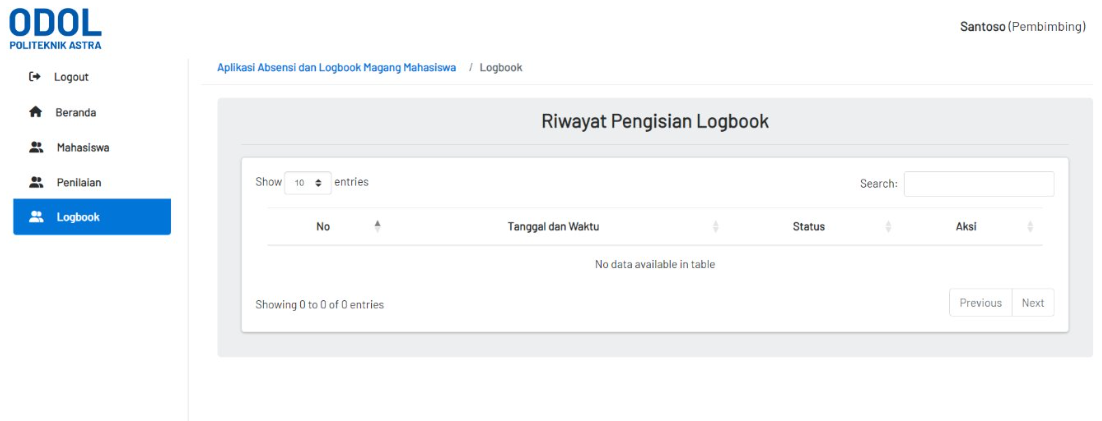 ODOL
POLITEKNIK ASTRA
Santoso (Pembimbing)
Logout
Beranda
Mahasiswa
Penilaian
Logbook
Aplikasi Absensi dan Logbook Magang Mahasiswa / Logbook
Riwayat Pengisian Logbook
Show 10 entries
Search:
No Tanggal dan Waktu Status Aksi
No data available in table
Showing 0 to 0 of 0 entries
Previous Next